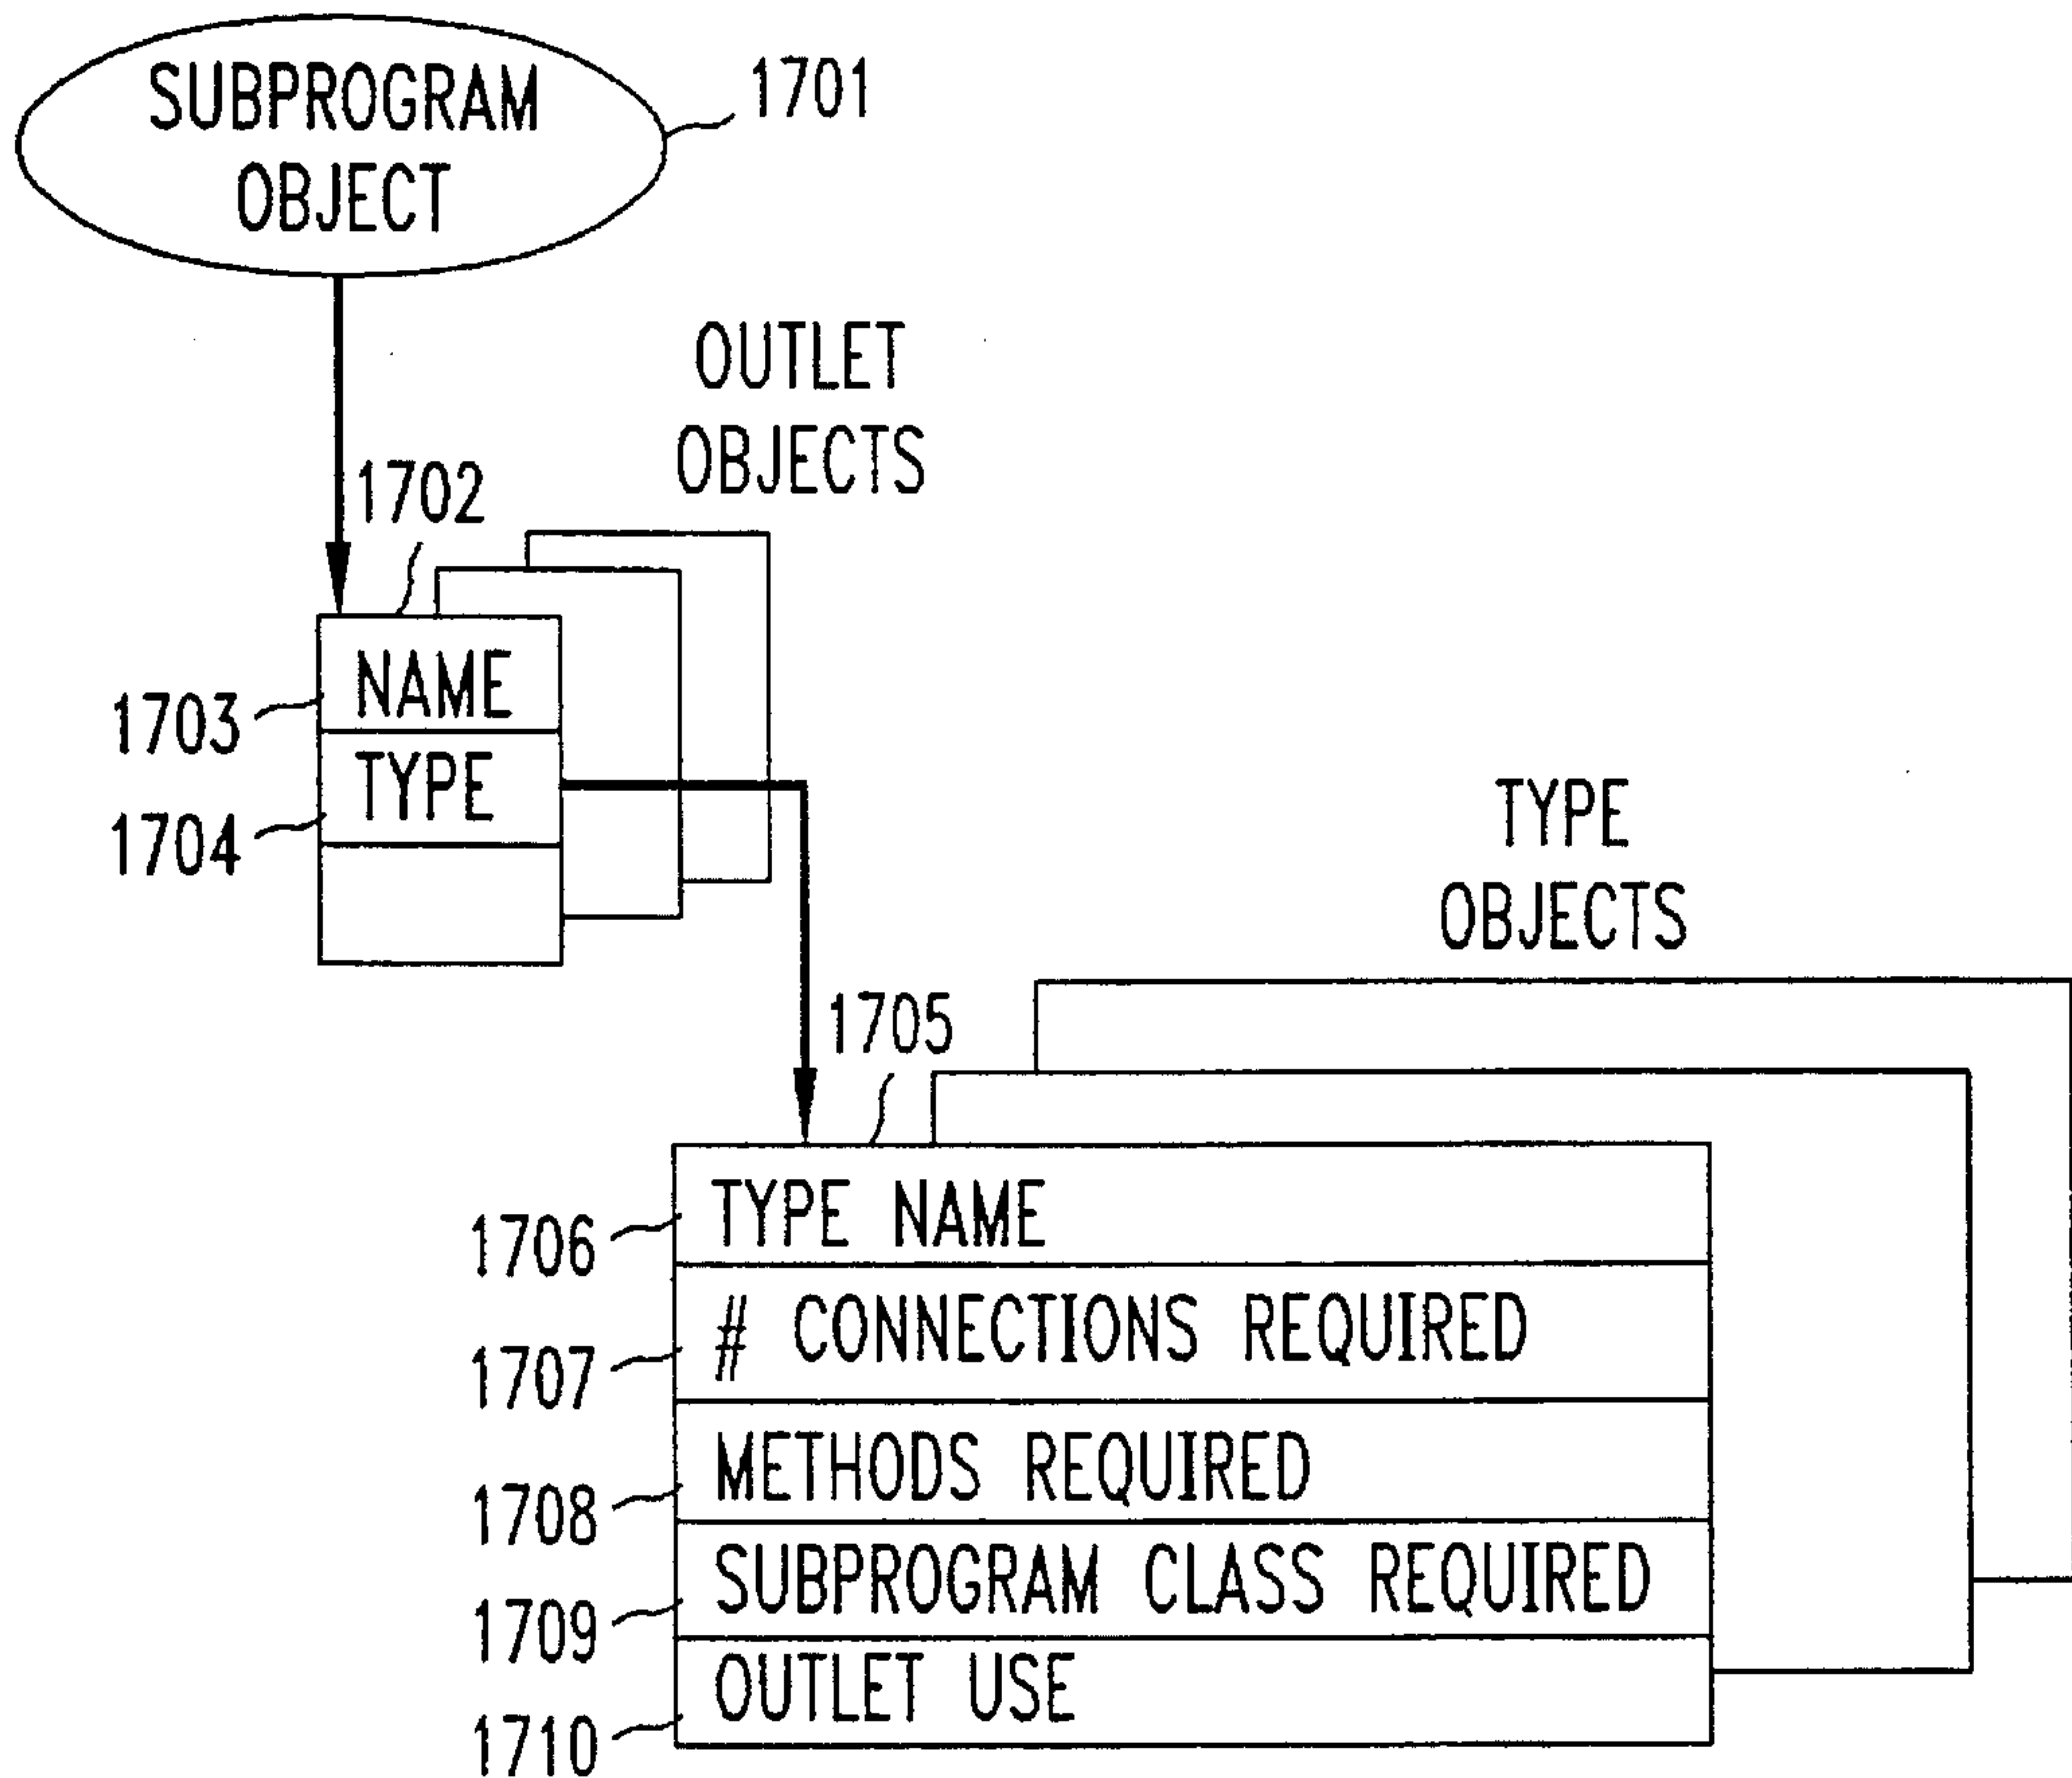 SUBPROGRAM
OBJECT
1701
OUTLET
OBJECTS
1702
NAME
1703
TYPE
1704
TYPE
OBJECTS
1705
TYPE NAME
1706
# CONNECTIONS REQUIRED
1707
METHODS REQUIRED
1708
SUBPROGRAM CLASS REQUIRED
1709
OUTLET USE
1710